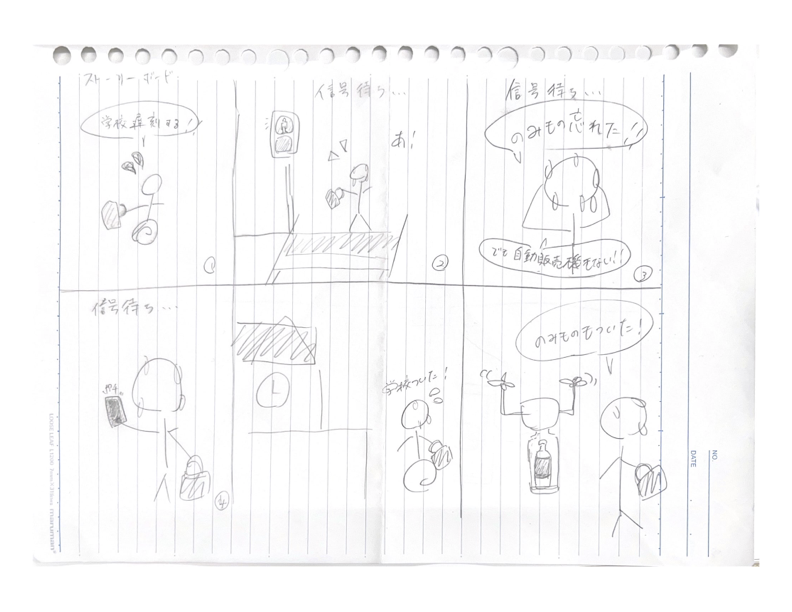 ストーリーボード
学校遅刻する!
①
信号待ち...
あ!
②
信号待ち...
のみもの忘れた!!
でも自動販売機もない!!
③
信号待ち...
④
学校ついた!
のみものもついた!
NO
DATE
maruman